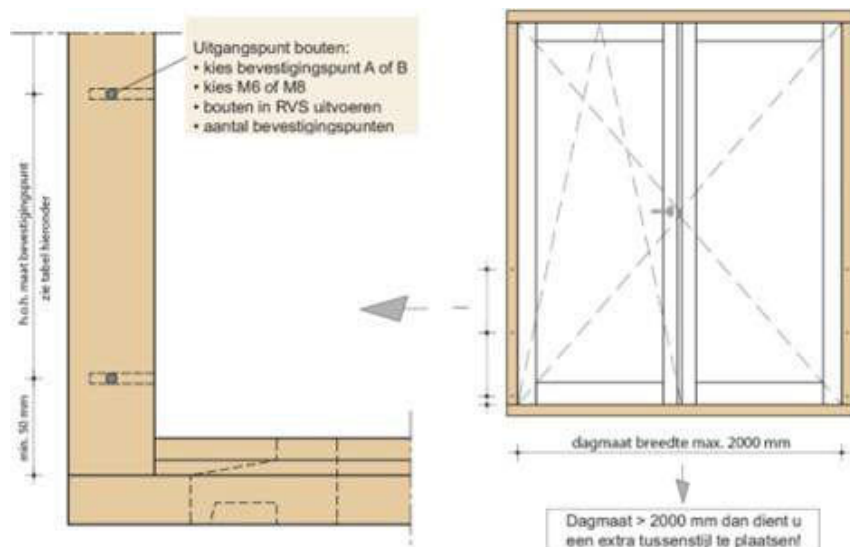 Uitgangspunt bouten:
• kies bevestigingspunt A of B
• kies M6 of M8
• bouten in RVS uitvoeren
• aantal bevestigingspunten
h.o.h. maat bevestigingspunt
zie tabel hieronder
min. 50 mm
dagmaat breedte max. 2000 mm
Dagmaat > 2000 mm dan dient u
een extra tussenstijl te plaatsen!